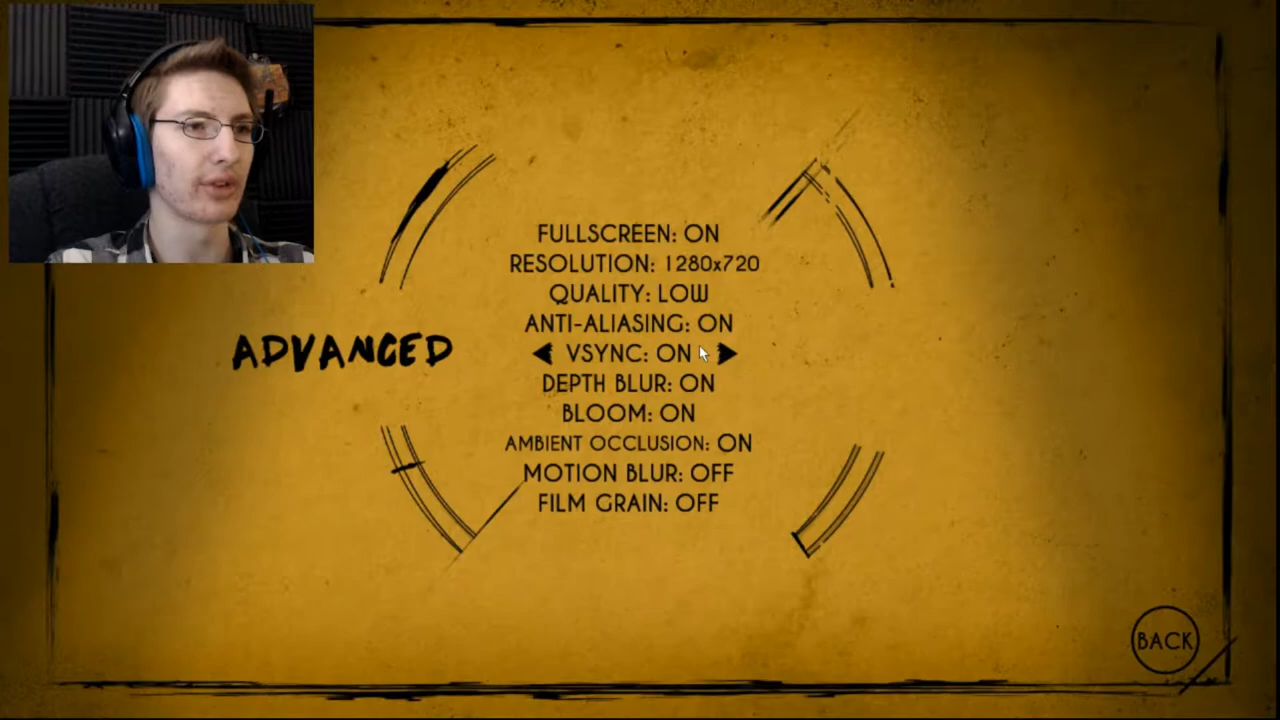 FULLSCREEN: ON
RESOLUTION: 1280x720
QUALITY: LOW
ANTI-ALIASING: ON
ADVANCED
VSYNC: ON
DEPTH BLUR: ON
BLOOM: ON
AMBIENT OCCLUSION: ON
MOTION BLUR: OFF
FILM GRAIN: OFF
BACK